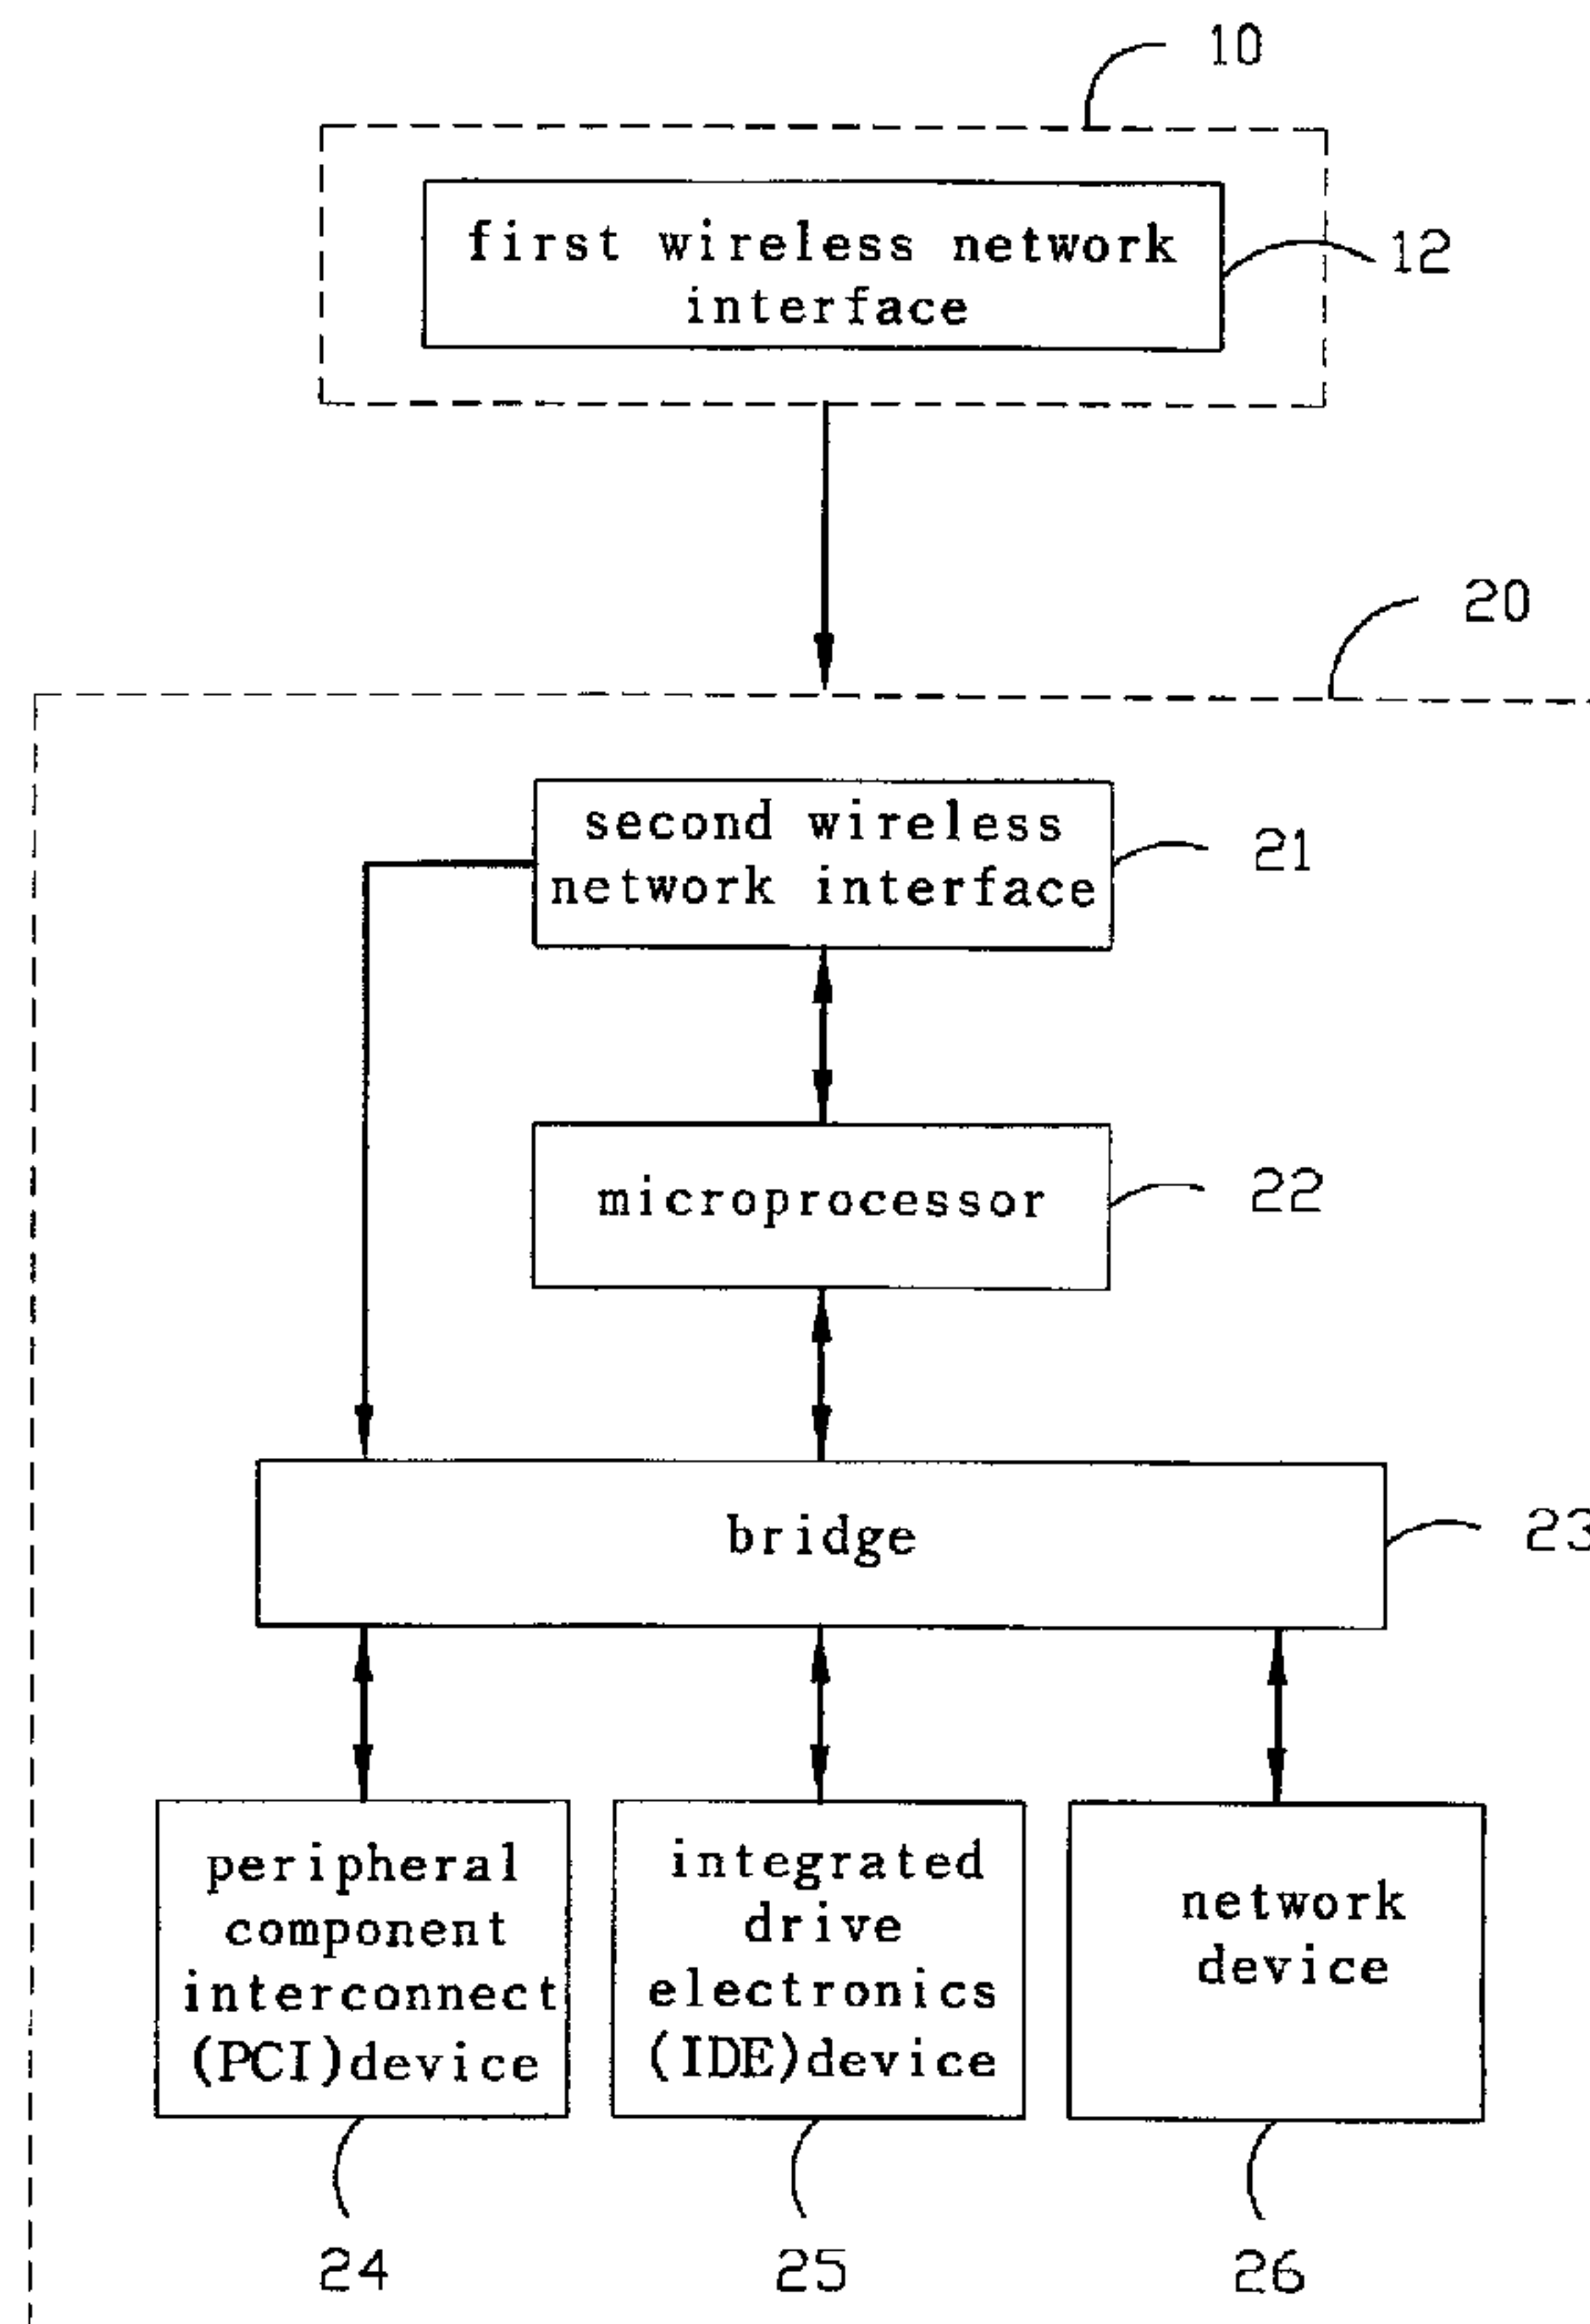 10
first wireless network
interface
12
20
second wireless
network interface
21
microprocessor
22
bridge
23
peripheral
component
interconnect
(PCI)device
integrated
drive
electronics
(IDE)device
network
device
24
25
26